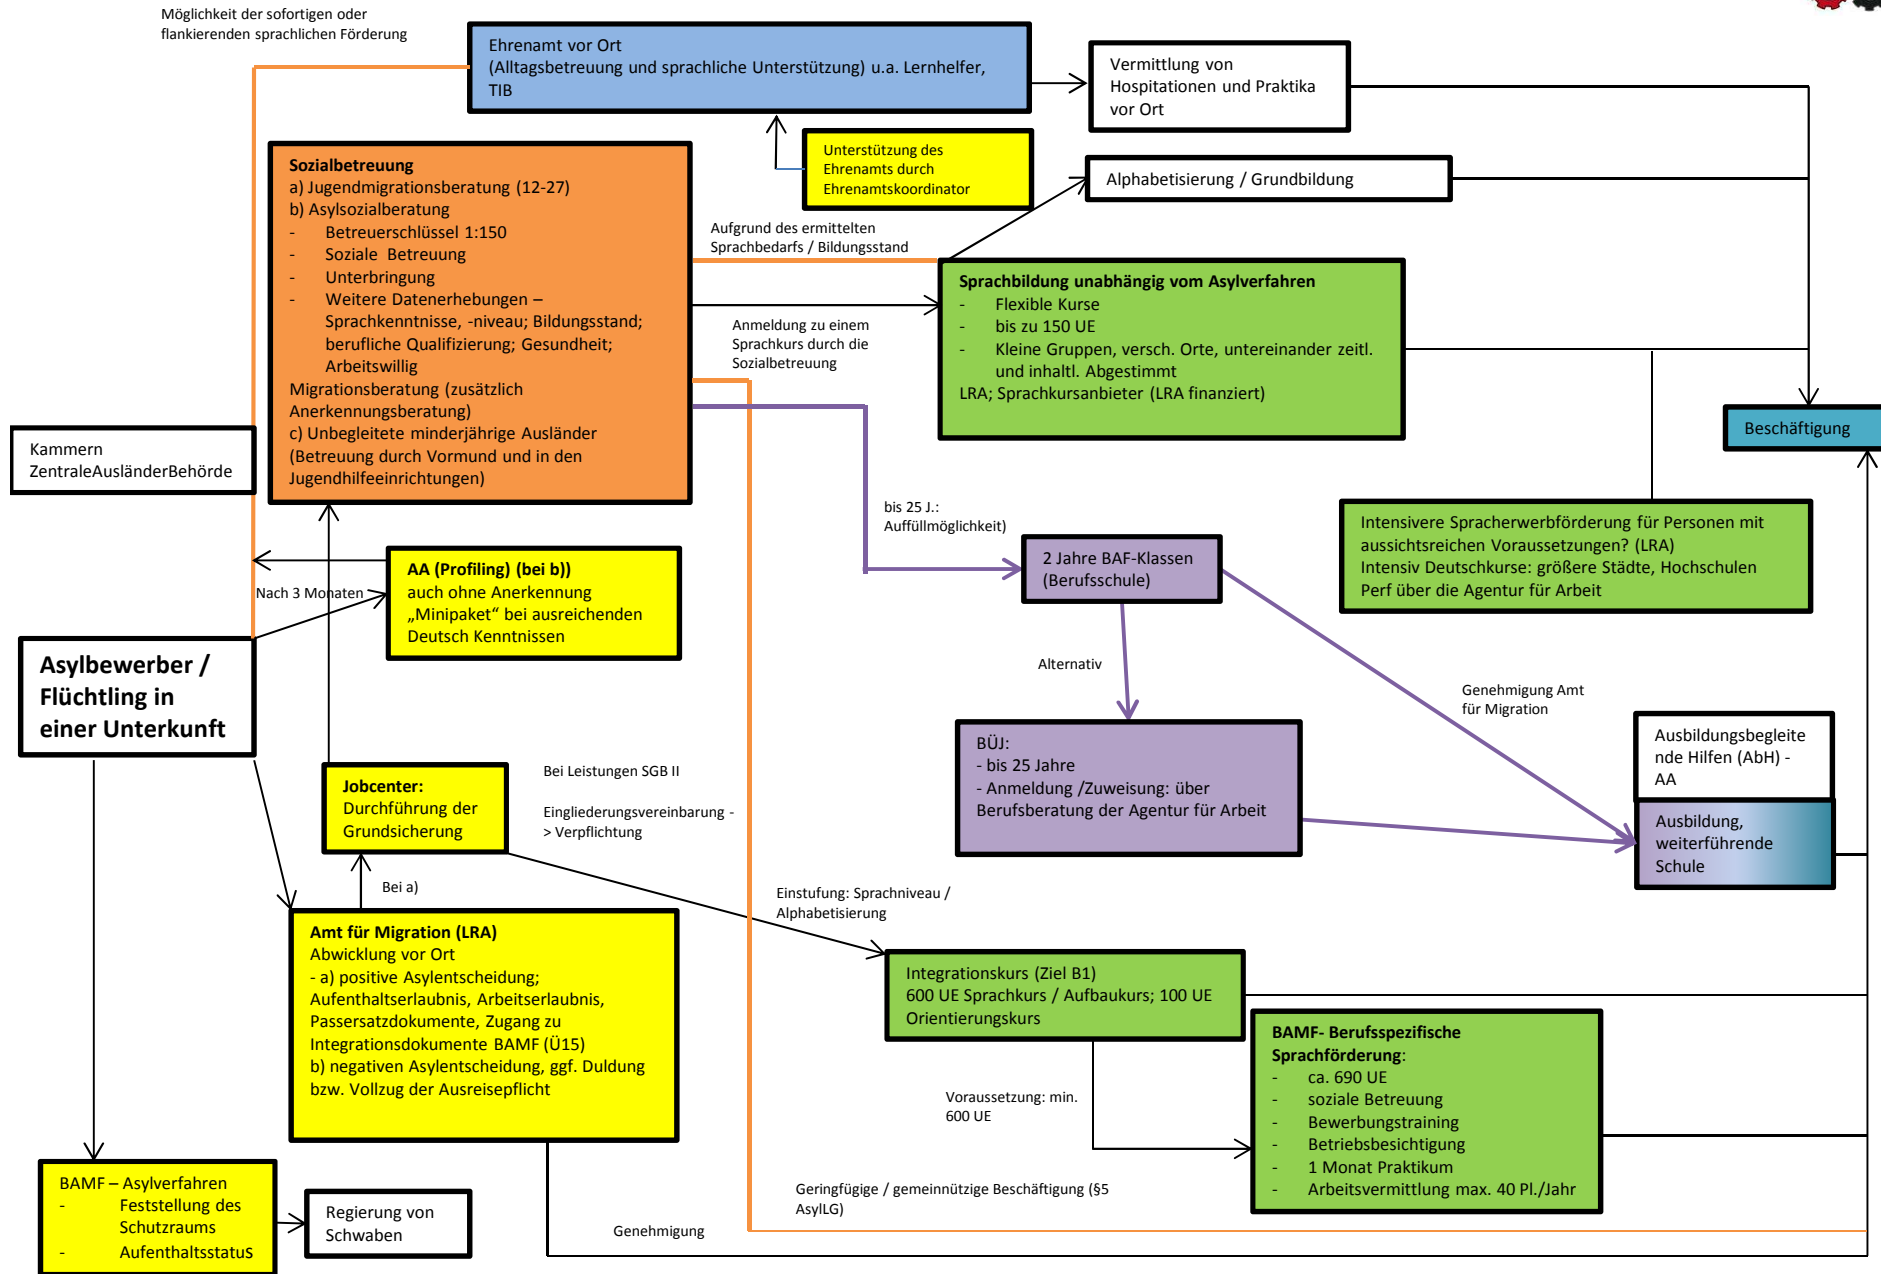 Möglichkeit der sofortigen oder
flankierenden sprachlichen Förderung
Ehrenamt vor Ort
(Alltagsbetreuung und sprachliche Unterstützung) u.a. Lernhelfer,
TIB
Vermittlung von
Hospitationen und Praktika
vor Ort
Unterstützung des
Ehrenamts durch
Ehrenamtskoordinator
Alphabetisierung / Grundbildung
Sozialbetreuung
a) Jugendmigrationsberatung (12-27)
b) Asylsozialberatung
- Betreuerschlüssel 1:150
- Soziale Betreuung
- Unterbringung
- Weitere Datenerhebungen –
Sprachkenntnisse, -niveau; Bildungsstand;
berufliche Qualifizierung; Gesundheit;
Arbeitswillig
Migrationsberatung (zusätzlich
Anerkennungsberatung)
c) Unbegleitete minderjährige Ausländer
(Betreuung durch Vormund und in den
Jugendhilfeeinrichtungen)
Aufgrund des ermittelten
Sprachbedarfs / Bildungsstand
Anmeldung zu einem
Sprachkurs durch die
Sozialbetreuung
Sprachbildung unabhängig vom Asylverfahren
- Flexible Kurse
- bis zu 150 UE
- Kleine Gruppen, versch. Orte, untereinander zeitl.
und inhaltl. Abgestimmt
LRA; Sprachkursanbieter (LRA finanziert)
Beschäftigung
Kammern
ZentraleAusländerBehörde
bis 25 J.:
Auffüllmöglichkeit)
Intensivere Spracherwerbförderung für Personen mit
aussichtsreichen Voraussetzungen? (LRA)
Intensiv Deutschkurse: größere Städte, Hochschulen
Perf über die Agentur für Arbeit
2 Jahre BAF-Klassen
(Berufsschule)
AA (Profiling) (bei b))
auch ohne Anerkennung
„Minipaket“ bei ausreichenden
Deutsch Kenntnissen
Nach 3 Monaten
Asylbewerber /
Flüchtling in
einer Unterkunft
Alternativ
Genehmigung Amt
für Migration
BÜJ:
- bis 25 Jahre
- Anmeldung /Zuweisung: über
Berufsberatung der Agentur für Arbeit
Ausbildungsbegleite
nde Hilfen (AbH) -
AA
Ausbildung,
weiterführende
Schule
Jobcenter:
Durchführung der
Grundsicherung
Bei Leistungen SGB II
Eingliederungsvereinbarung -
> Verpflichtung
Bei a)
Einstufung: Sprachniveau /
Alphabetisierung
Amt für Migration (LRA)
Abwicklung vor Ort
- a) positive Asylentscheidung;
Aufenthaltserlaubnis, Arbeitserlaubnis,
Passersatzdokumente, Zugang zu
Integrationsdokumente BAMF (Ü15)
b) negativen Asylentscheidung, ggf. Duldung
bzw. Vollzug der Ausreisepflicht
Integrationskurs (Ziel B1)
600 UE Sprachkurs / Aufbaukurs; 100 UE
Orientierungskurs
Voraussetzung: min.
600 UE
BAMF- Berufsspezifische
Sprachförderung:
- ca. 690 UE
- soziale Betreuung
- Bewerbungstraining
- Betriebsbesichtigung
- 1 Monat Praktikum
- Arbeitsvermittlung max. 40 Pl./Jahr
BAMF – Asylverfahren
- Feststellung des
Schutzraums
- Aufenthaltsstatus
Regierung von
Schwaben
Geringfügige / gemeinnützige Beschäftigung (§5
AsylLG)
Genehmigung